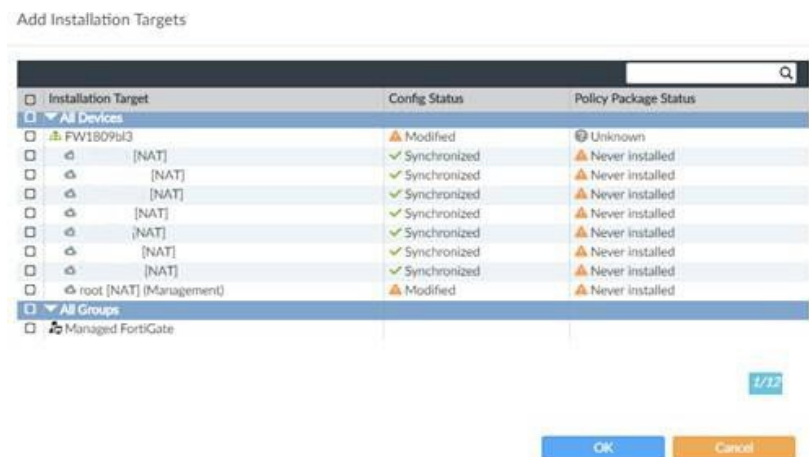 Add Installation Targets
Installation Target Config Status Policy Package Status
All Devices
FW1809bl3 Modified Unknown
[NAT] Synchronized Never installed
[NAT] Synchronized Never installed
[NAT] Synchronized Never installed
[NAT] Synchronized Never installed
[NAT] Synchronized Never installed
[NAT] Synchronized Never installed
[NAT] Synchronized Never installed
root [NAT] (Management) Modified Never installed
All Groups
Managed FortiGate
1/12
OK Cancel